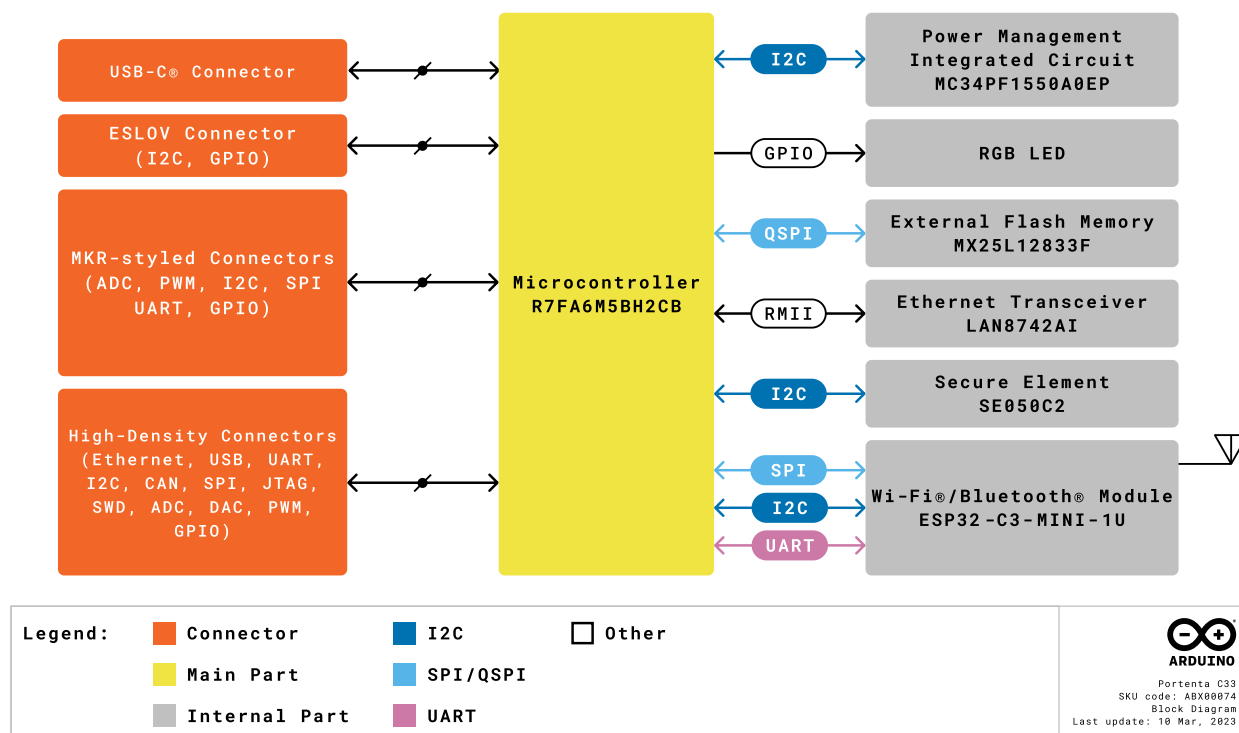 USB-C® Connector
ESLOV Connector
(I2C, GPIO)
MKR-styled Connectors
(ADC, PWM, I2C, SPI
UART, GPIO)
High-Density Connectors
(Ethernet, USB, UART,
I2C, CAN, SPI, JTAG,
SWD, ADC, DAC, PWM,
GPIO)
Microcontroller
R7FA6M5BH2CB
I2C
GPIO
QSPI
RMII
I2C
SPI
I2C
UART
Power Management
Integrated Circuit
MC34PF1550A0EP
RGB LED
External Flash Memory
MX25L12833F
Ethernet Transceiver
LAN8742AI
Secure Element
SE050C2
Wi-Fi®/Bluetooth® Module
ESP32-C3-MINI-1U
Legend:
Connector
Main Part
Internal Part
I2C
SPI/QSPI
UART
Other
ARDUINO
Portenta C33
SKU code: ABX00074
Block Diagram
Last update: 10 Mar, 2023